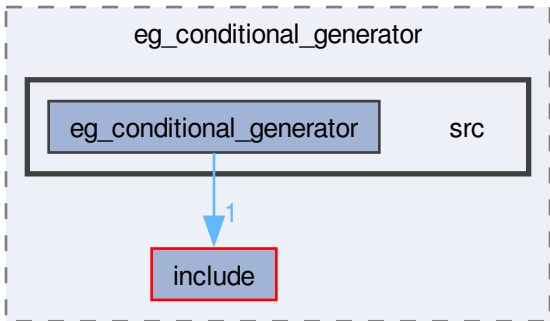 eg_conditional_generator
eg_conditional_generator
src
1
include